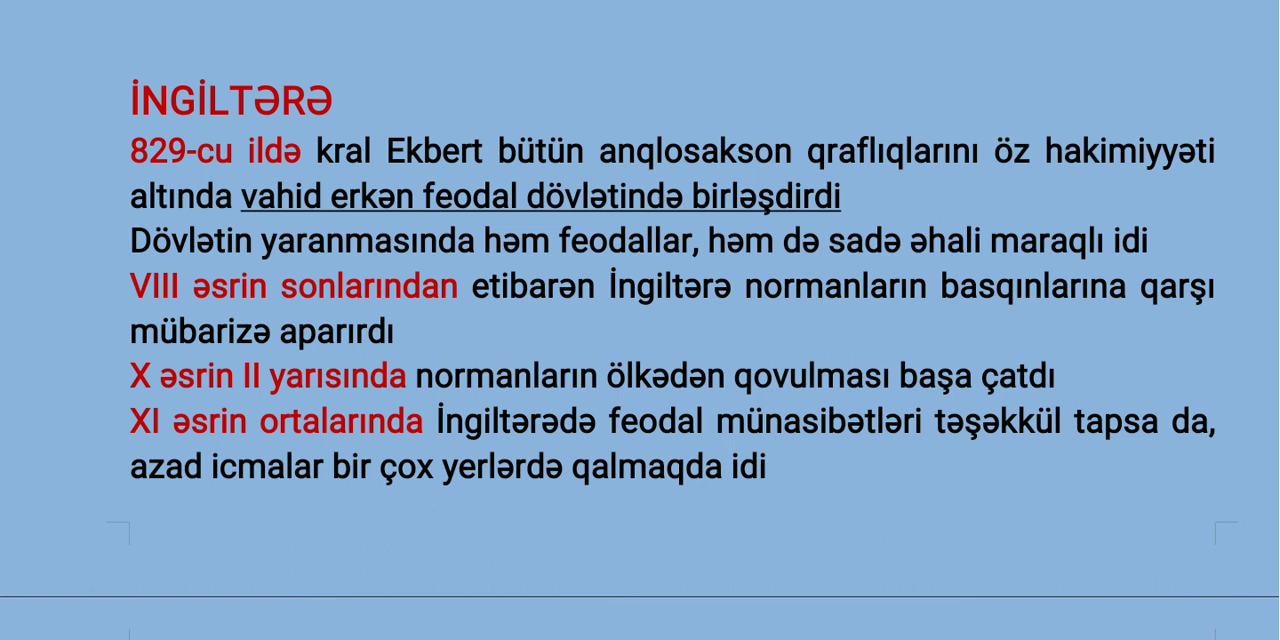 İNGİLTƏRƏ
829-cu ildə kral Ekbert bütün anqlosakson qraflıqlarını öz hakimiyyəti
altında vahid erkən feodal dövlətində birləşdirdi
Dövlətin yaranmasında həm feodallar, həm də sadə əhali maraqlı idi
VIII əsrin sonlarından etibarən İngiltərə normanların basqınlarına qarşı
mübarizə aparırdı
X əsrin II yarısında normanların ölkədən qovulması başa çatdı
XI əsrin ortalarında İngiltərədə feodal münasibətləri təşəkkül tapsa da,
azad icmalar bir çox yerlərdə qalmaqda idi